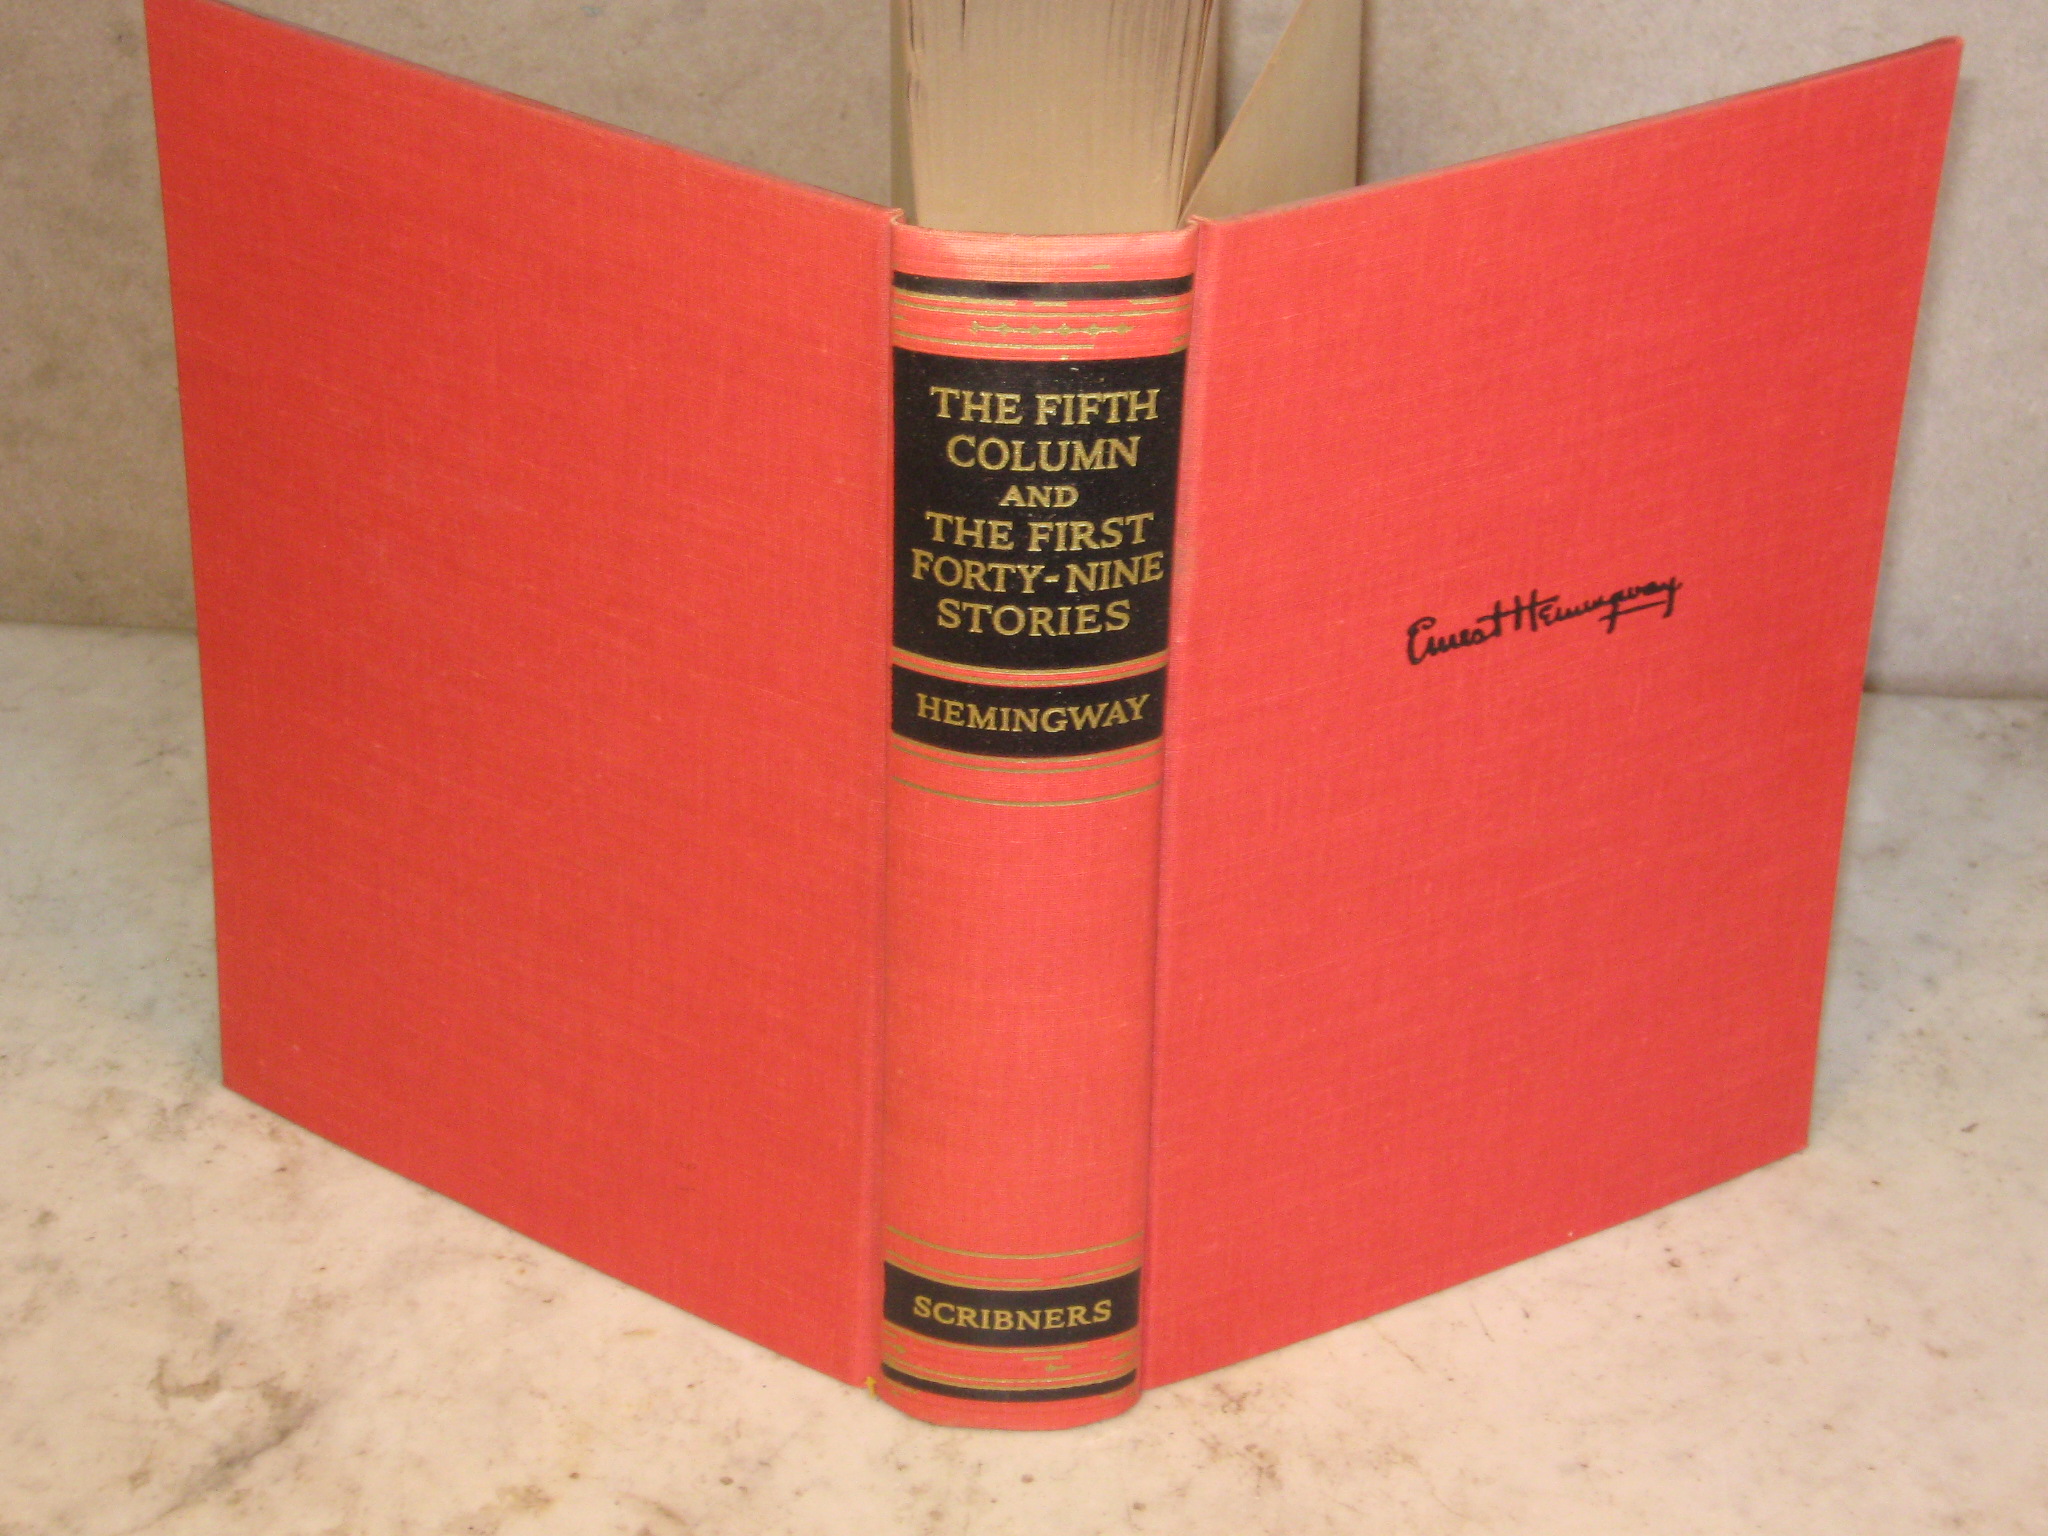 THE FIFTH
COLUMN
AND
THE FIRST
FORTY-NINE
STORIES
HEMINGWAY
SCRIBNERS
Ernest Hemingway